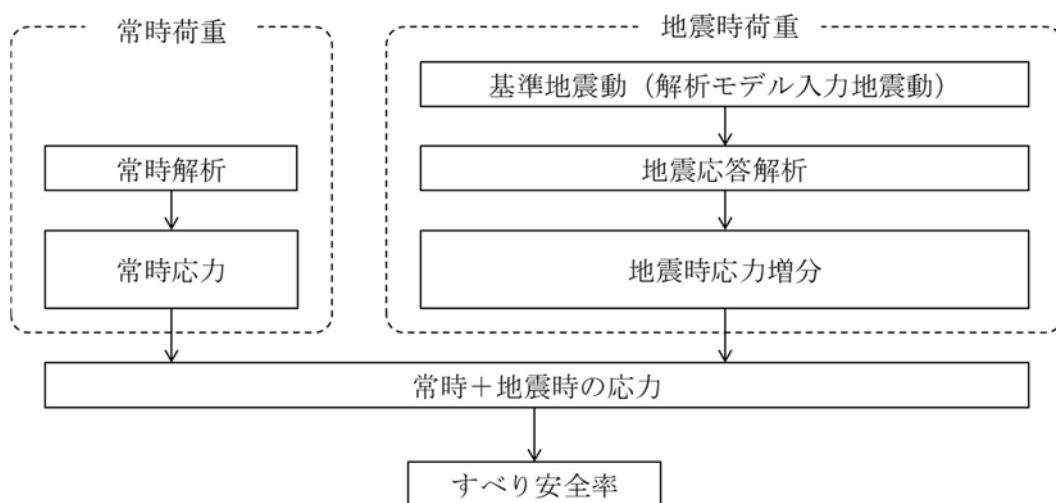 常時荷重
地震時荷重
基準地震動（解析モデル入力地震動）
常時解析
地震応答解析
常時応力
地震時応力増分
常時＋地震時の応力
すべり安全率